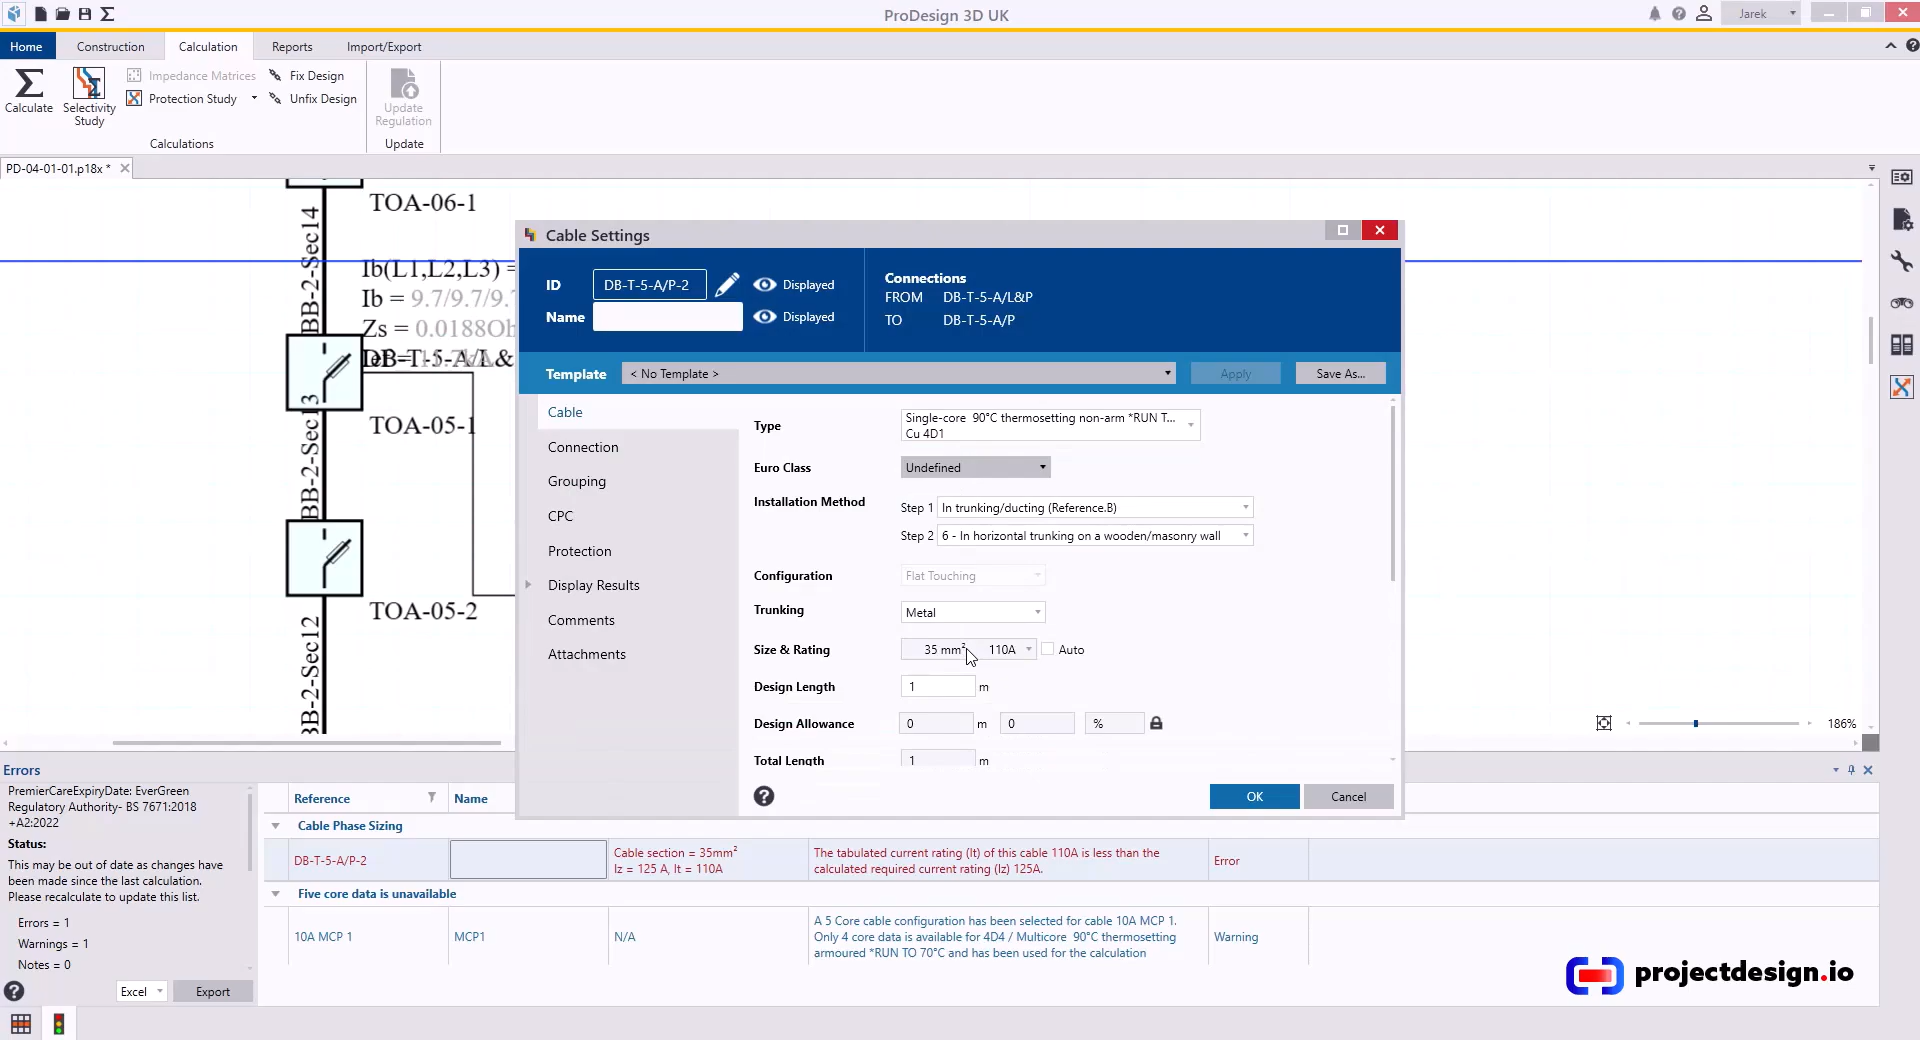 ProDesign 3D UK
Jarek
Home
Construction
Calculation
Reports
Import/Export
Calculate
Selectivity
Study
Impedance Matrices
Protection Study
Fix Design
Unfix Design
Calculations
Update
Regulation
Update
PD-04-01-01.p18x *
TOA-06-1
BB-2-Sec14
Ib(L1,L2,L3) =
Ib = 9.7/9.7/9.7
Zs = 0.0188Oh
DB-T-5-A/L&
TOA-05-1
BB-2-Sec13
TOA-05-2
BB-2-Sec12
186%
Cable Settings
ID
DB-T-5-A/P-2
Displayed
Name
Displayed
Connections
FROM DB-T-5-A/L&P
TO DB-T-5-A/P
Template
< No Template >
Apply
Save As...
Cable
Connection
Grouping
CPC
Protection
Display Results
Comments
Attachments
Type
Single-core 90°C thermosetting non-arm *RUN T...
Cu 4D1
Euro Class
Undefined
Installation Method
Step 1 In trunking/ducting (Reference.B)
Step 2 6 - In horizontal trunking on a wooden/masonry wall
Configuration
Flat Touching
Trunking
Metal
Size & Rating
35 mm² 110A
Auto
Design Length
1 m
Design Allowance
0 m 0 %
Total Length
1 m
OK
Cancel
Errors
PremierCareExpiryDate: EverGreen
Regulatory Authority- BS 7671:2018
+A2:2022
Status:
This may be out of date as changes have
been made since the last calculation.
Please recalculate to update this list.
Errors = 1
Warnings = 1
Notes = 0
Excel
Export
Reference
Name
Cable Phase Sizing
DB-T-5-A/P-2
Cable section = 35mm²
Iz = 125 A, It = 110A
The tabulated current rating (It) of this cable 110A is less than the
calculated required current rating (Iz) 125A.
Error
Five core data is unavailable
10A MCP 1
MCP1
N/A
A 5 Core cable configuration has been selected for cable 10A MCP 1.
Only 4 core data is available for 4D4 / Multicore 90°C thermosetting
armoured *RUN TO 70°C and has been used for the calculation
Warning
projectdesign.io